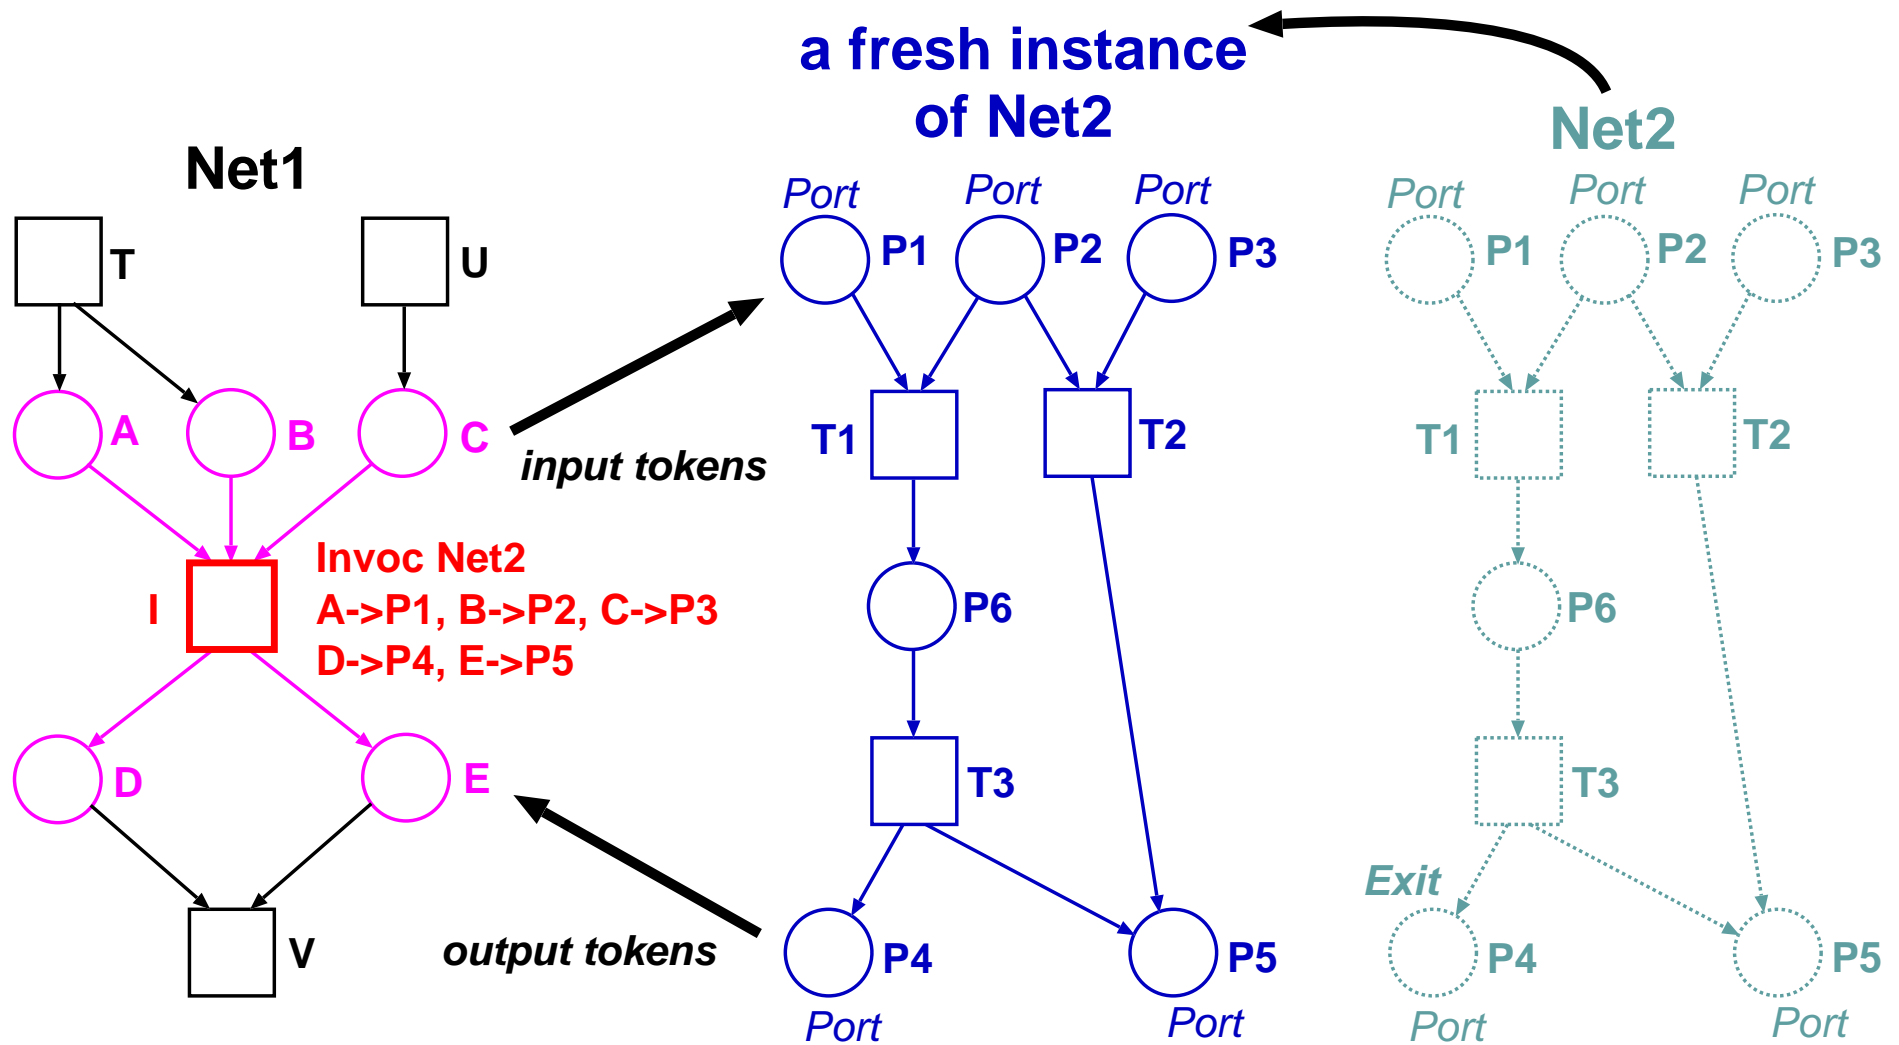 a fresh instance
of Net2
Net2
Net1
Port
Port
Port
Port
Port
Port
T
U
P1
P2
P3
P1
P2
P3
A
B
C
T1
T2
T1
T2
input tokens
Invoc Net2
I
A->P1, B->P2, C->P3
D->P4, E->P5
P6
P6
D
E
T3
T3
Exit
V
output tokens
P4
P5
P4
P5
Port
Port
Port
Port